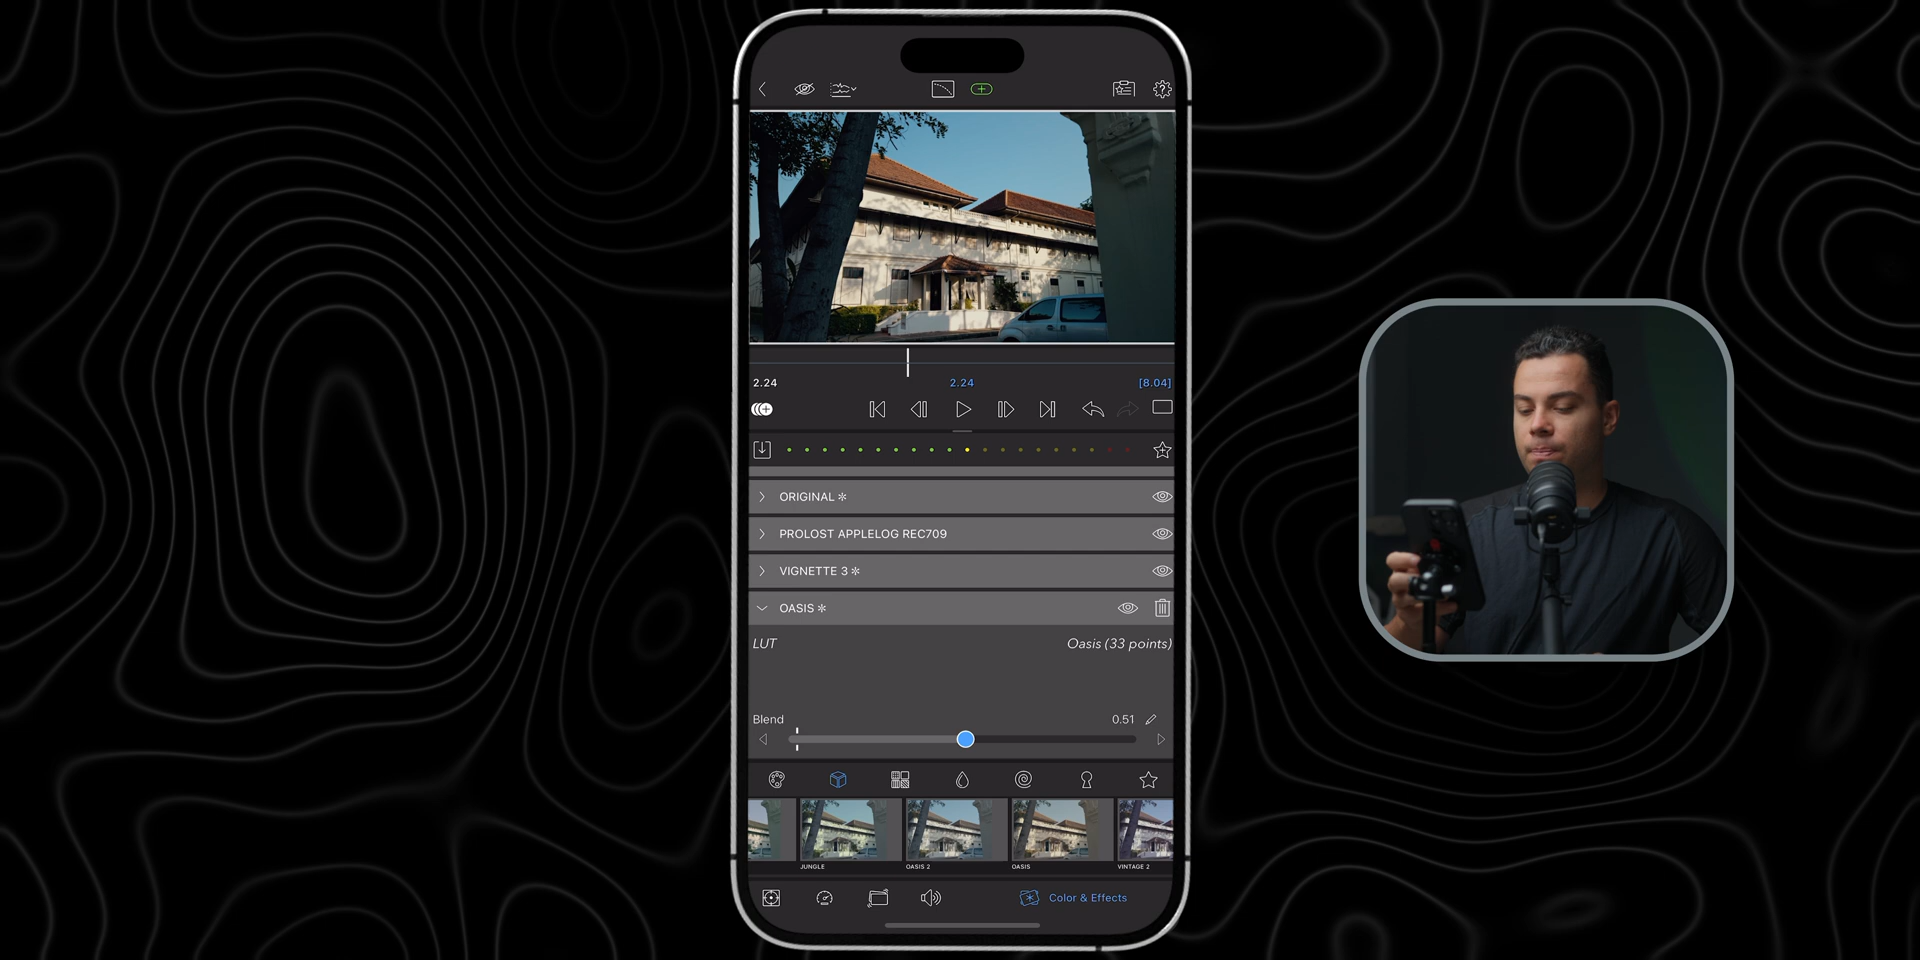 2.24 2.24 [8.04]
ORIGINAL ✲
PROLOST APPLELOG REC709
VIGNETTE 3 ✲
OASIS ✲
LUT Oasis (33 points)
Blend 0.51
JUNGLE OASIS 2 OASIS VINTAGE 2
Color & Effects